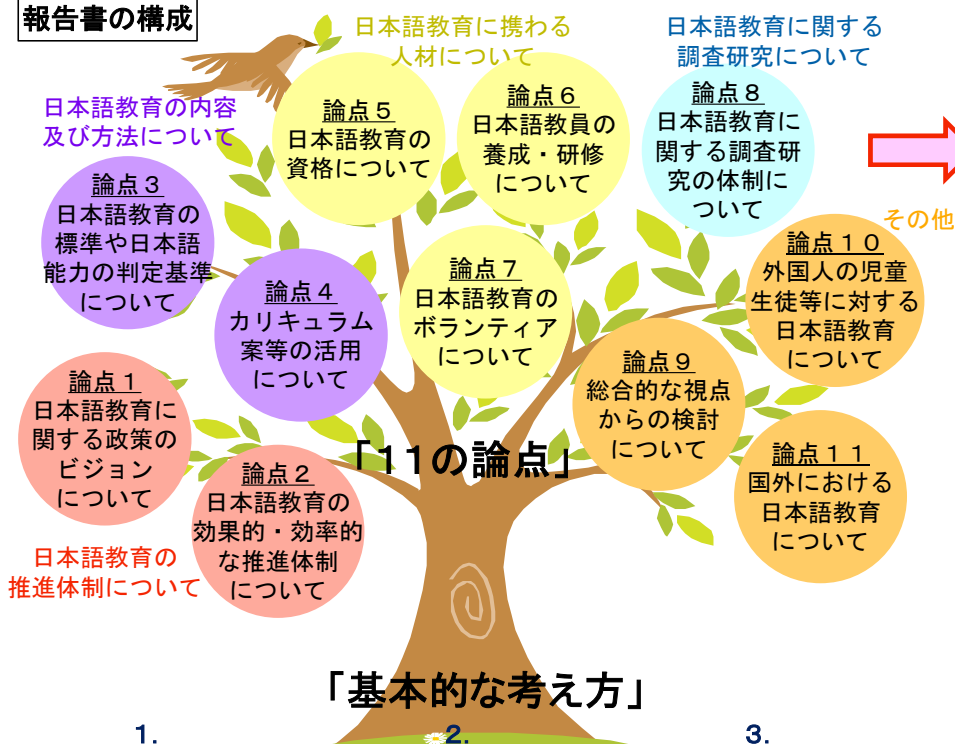 報告書の構成
日本語教育に携わる
人材について
日本語教育に関する
調査研究について
日本語教育の内容
及び方法について
論点５
日本語教育の
資格について
論点６
日本語教員の
養成・研修
について
論点８
日本語教育に
関する調査研
究の体制に
ついて
論点３
日本語教育の
標準や日本語
能力の判定基準
について
論点４
カリキュラム
案等の活用
について
論点７
日本語教育の
ボランティア
について
その他
論点１０
外国人の児童
生徒等に対する
日本語教育
について
論点９
総合的な視点
からの検討
について
論点１
日本語教育に
関する政策の
ビジョン
について
論点２
日本語教育の
効果的・効率的
な推進体制
について
「11の論点」
論点１１
国外における
日本語教育
について
日本語教育の
推進体制について
「基本的な考え方」
1.
2.
3.